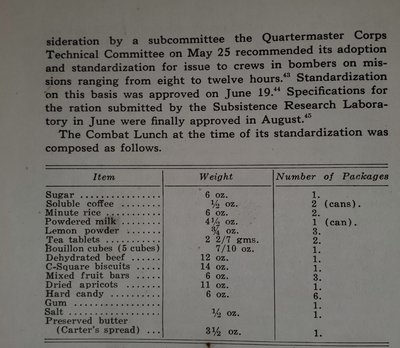 sideration by a subcommittee the Quartermaster Corps
Technical Committee on May 25 recommended its adoption
and standardization for issue to crews in bombers on mis-
sions ranging from eight to twelve hours.⁴³ Standardization
on this basis was approved on June 19.⁴⁴ Specifications for
the ration submitted by the Subsistence Research Labora-
tory in June were finally approved in August.⁴⁵
The Combat Lunch at the time of its standardization was
composed as follows.
Item Weight Number of Packages
Sugar ................ 6 oz. 1.
Soluble coffee ........ ½ oz. 2 (cans).
Minute rice ........... 6 oz. 2.
Powdered milk ........ 4½ oz. 1 (can).
Lemon powder ....... ¾ oz. 3.
Tea tablets ........... 2 2/7 gms. 2.
Bouillon cubes (5 cubes) 7/10 oz. 1.
Dehydrated beef ...... 12 oz. 1.
C-Square biscuits ..... 14 oz. 1.
Mixed fruit bars ...... 6 oz. 3.
Dried apricots ........ 11 oz. 1.
Hard candy ........... 6 oz. 6.
Gum .................. 1.
Salt .................. ½ oz. 1.
Preserved butter
(Carter's spread) ... 3½ oz. 1.